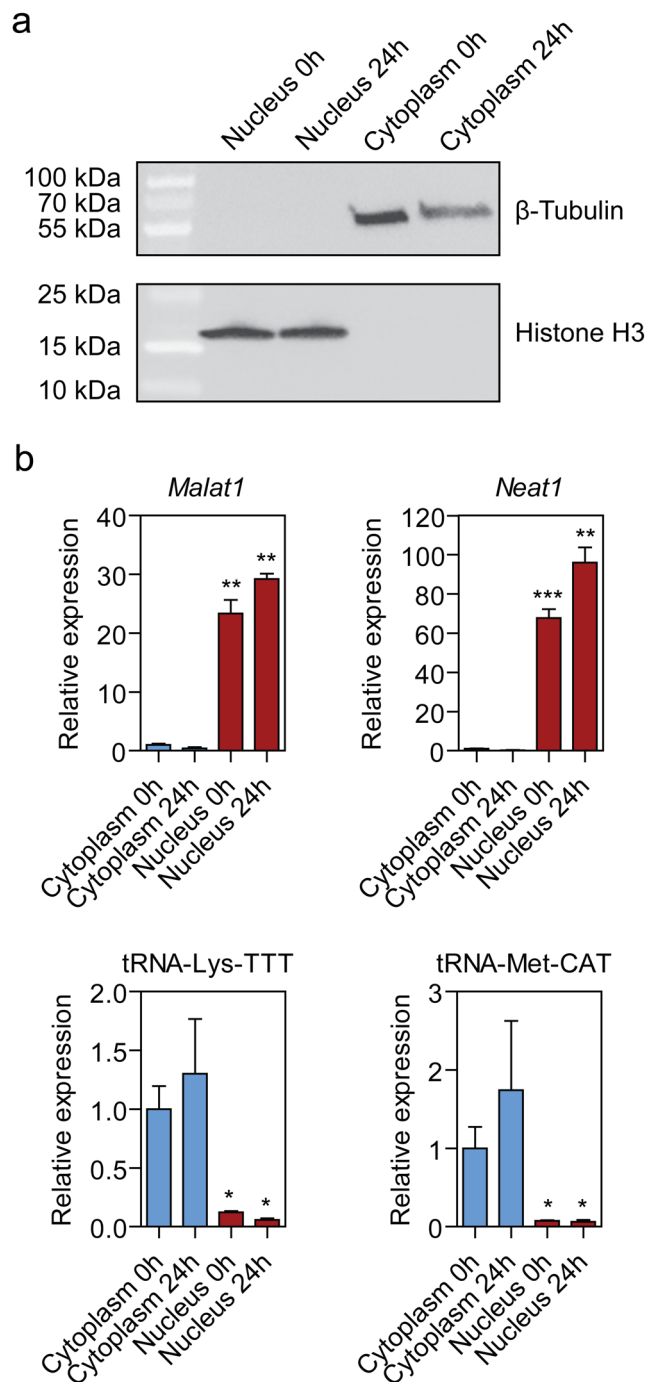 a
Nucleus 0h
Nucleus 24h
Cytoplasm 0h
Cytoplasm 24h
100 kDa
70 kDa
55 kDa
β-Tubulin
25 kDa
15 kDa
10 kDa
Histone H3
b
Malat1
Relative expression
40
30
20
10
0
**
**
Cytoplasm 0h
Cytoplasm 24h
Nucleus 0h
Nucleus 24h
Neat1
Relative expression
120
100
80
60
40
20
0
***
**
Cytoplasm 0h
Cytoplasm 24h
Nucleus 0h
Nucleus 24h
tRNA-Lys-TTT
Relative expression
2.0
1.5
1.0
0.5
0.0
*
*
Cytoplasm 0h
Cytoplasm 24h
Nucleus 0h
Nucleus 24h
tRNA-Met-CAT
Relative expression
3
2
1
0
*
*
Cytoplasm 0h
Cytoplasm 24h
Nucleus 0h
Nucleus 24h